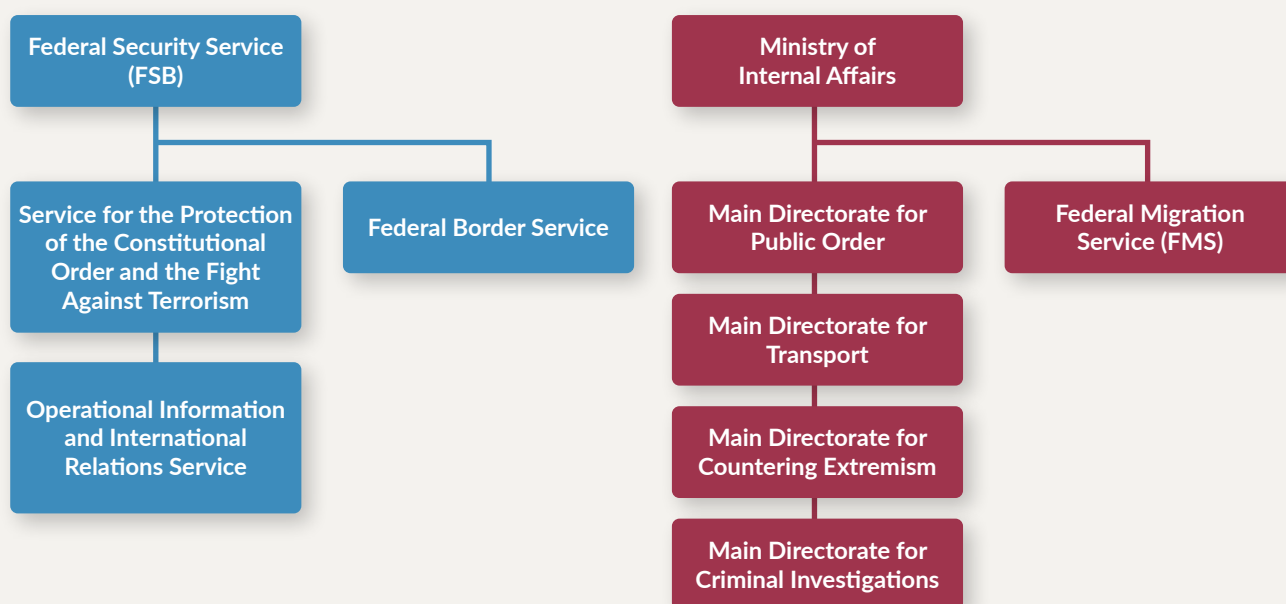 Federal Security Service
(FSB)
Service for the Protection
of the Constitutional
Order and the Fight
Against Terrorism
Federal Border Service
Operational Information
and International
Relations Service
Ministry of
Internal Affairs
Main Directorate for
Public Order
Federal Migration
Service (FMS)
Main Directorate for
Transport
Main Directorate for
Countering Extremism
Main Directorate for
Criminal Investigations